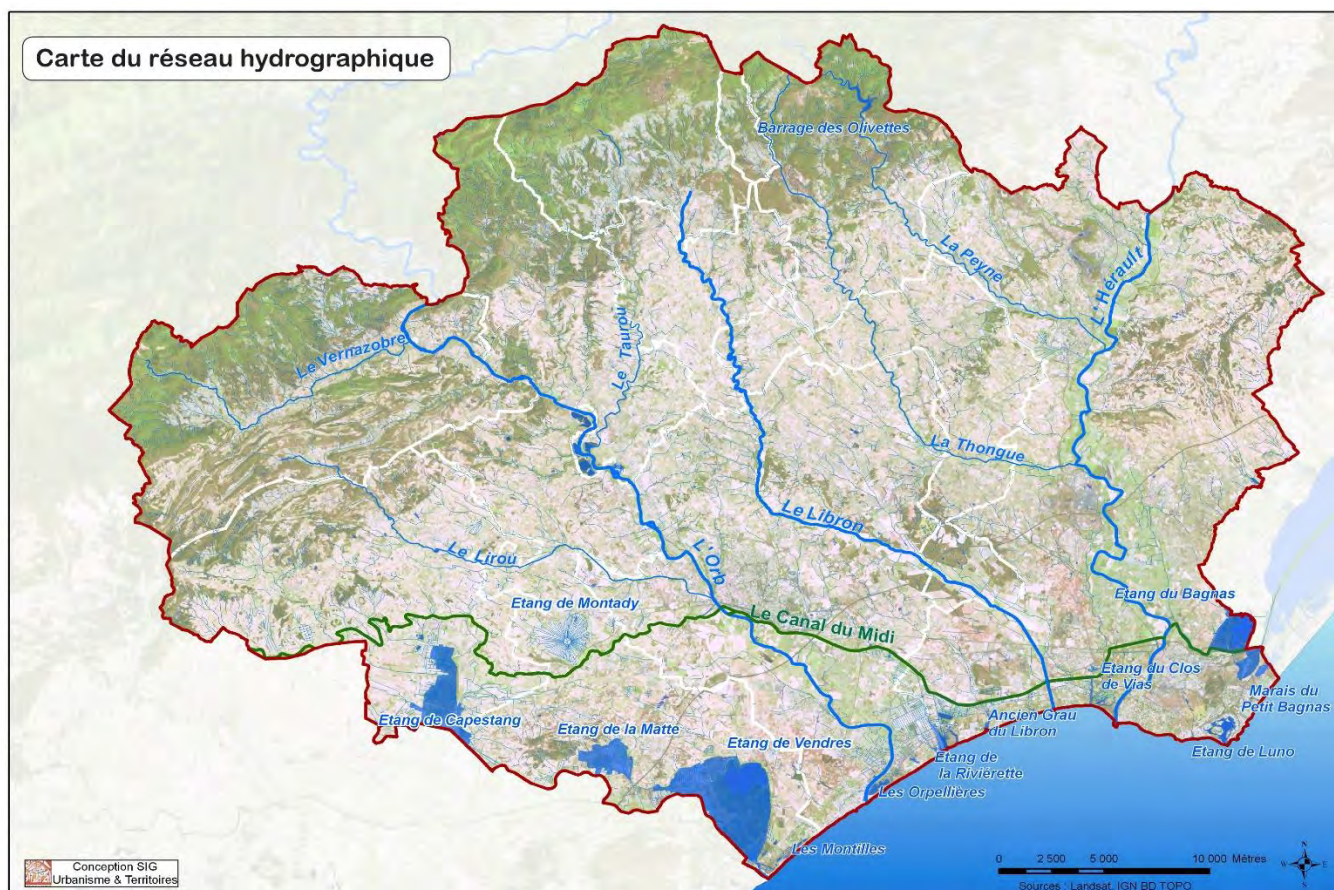 Carte du réseau hydrographique
Barrage des Olivettes
La Peyne
L'Hérault
Le Vernazobre
Le Taurou
La Thongue
Le Libron
Le Lirou
L'Orb
Etang de Montady
Le Canal du Midi
Etang du Bagnas
Etang du Clos
de Vias
Marais du
Petit Bagnas
Etang de Capestang
Etang de la Matte
Etang de Vendres
Ancien Grau
du Libron
Etang de Luno
Etang de
la Riviérette
Les Orpellières
Les Montilles
Conception SIG
Urbanisme & Territoires
0 2 500 5 000 10 000 Mètres
Sources : Landsat, IGN BD TOPO
N
W E
S